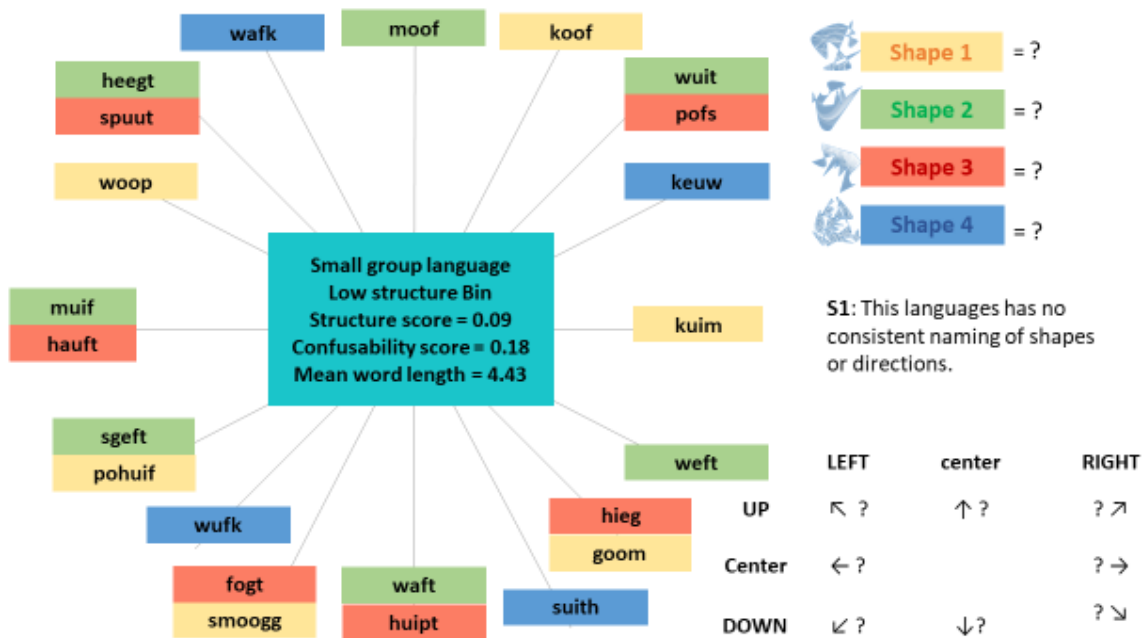 wafk
moof
koof
heegt
spuut
wuit
pofs
woop
keuw
Small group language
Low structure Bin
Structure score = 0.09
Confusability score = 0.18
Mean word length = 4.43
muif
hauft
kuim
sgeft
pohuif
weft
wufk
hieg
goom
fogt
smoogg
waft
huipt
suith
Shape 1 = ?
Shape 2 = ?
Shape 3 = ?
Shape 4 = ?
S1: This languages has no
consistent naming of shapes
or directions.
LEFT center RIGHT
UP ↖ ? ↑ ? ? ↗
Center ← ? ? →
DOWN ↙ ? ↓? ? ↘